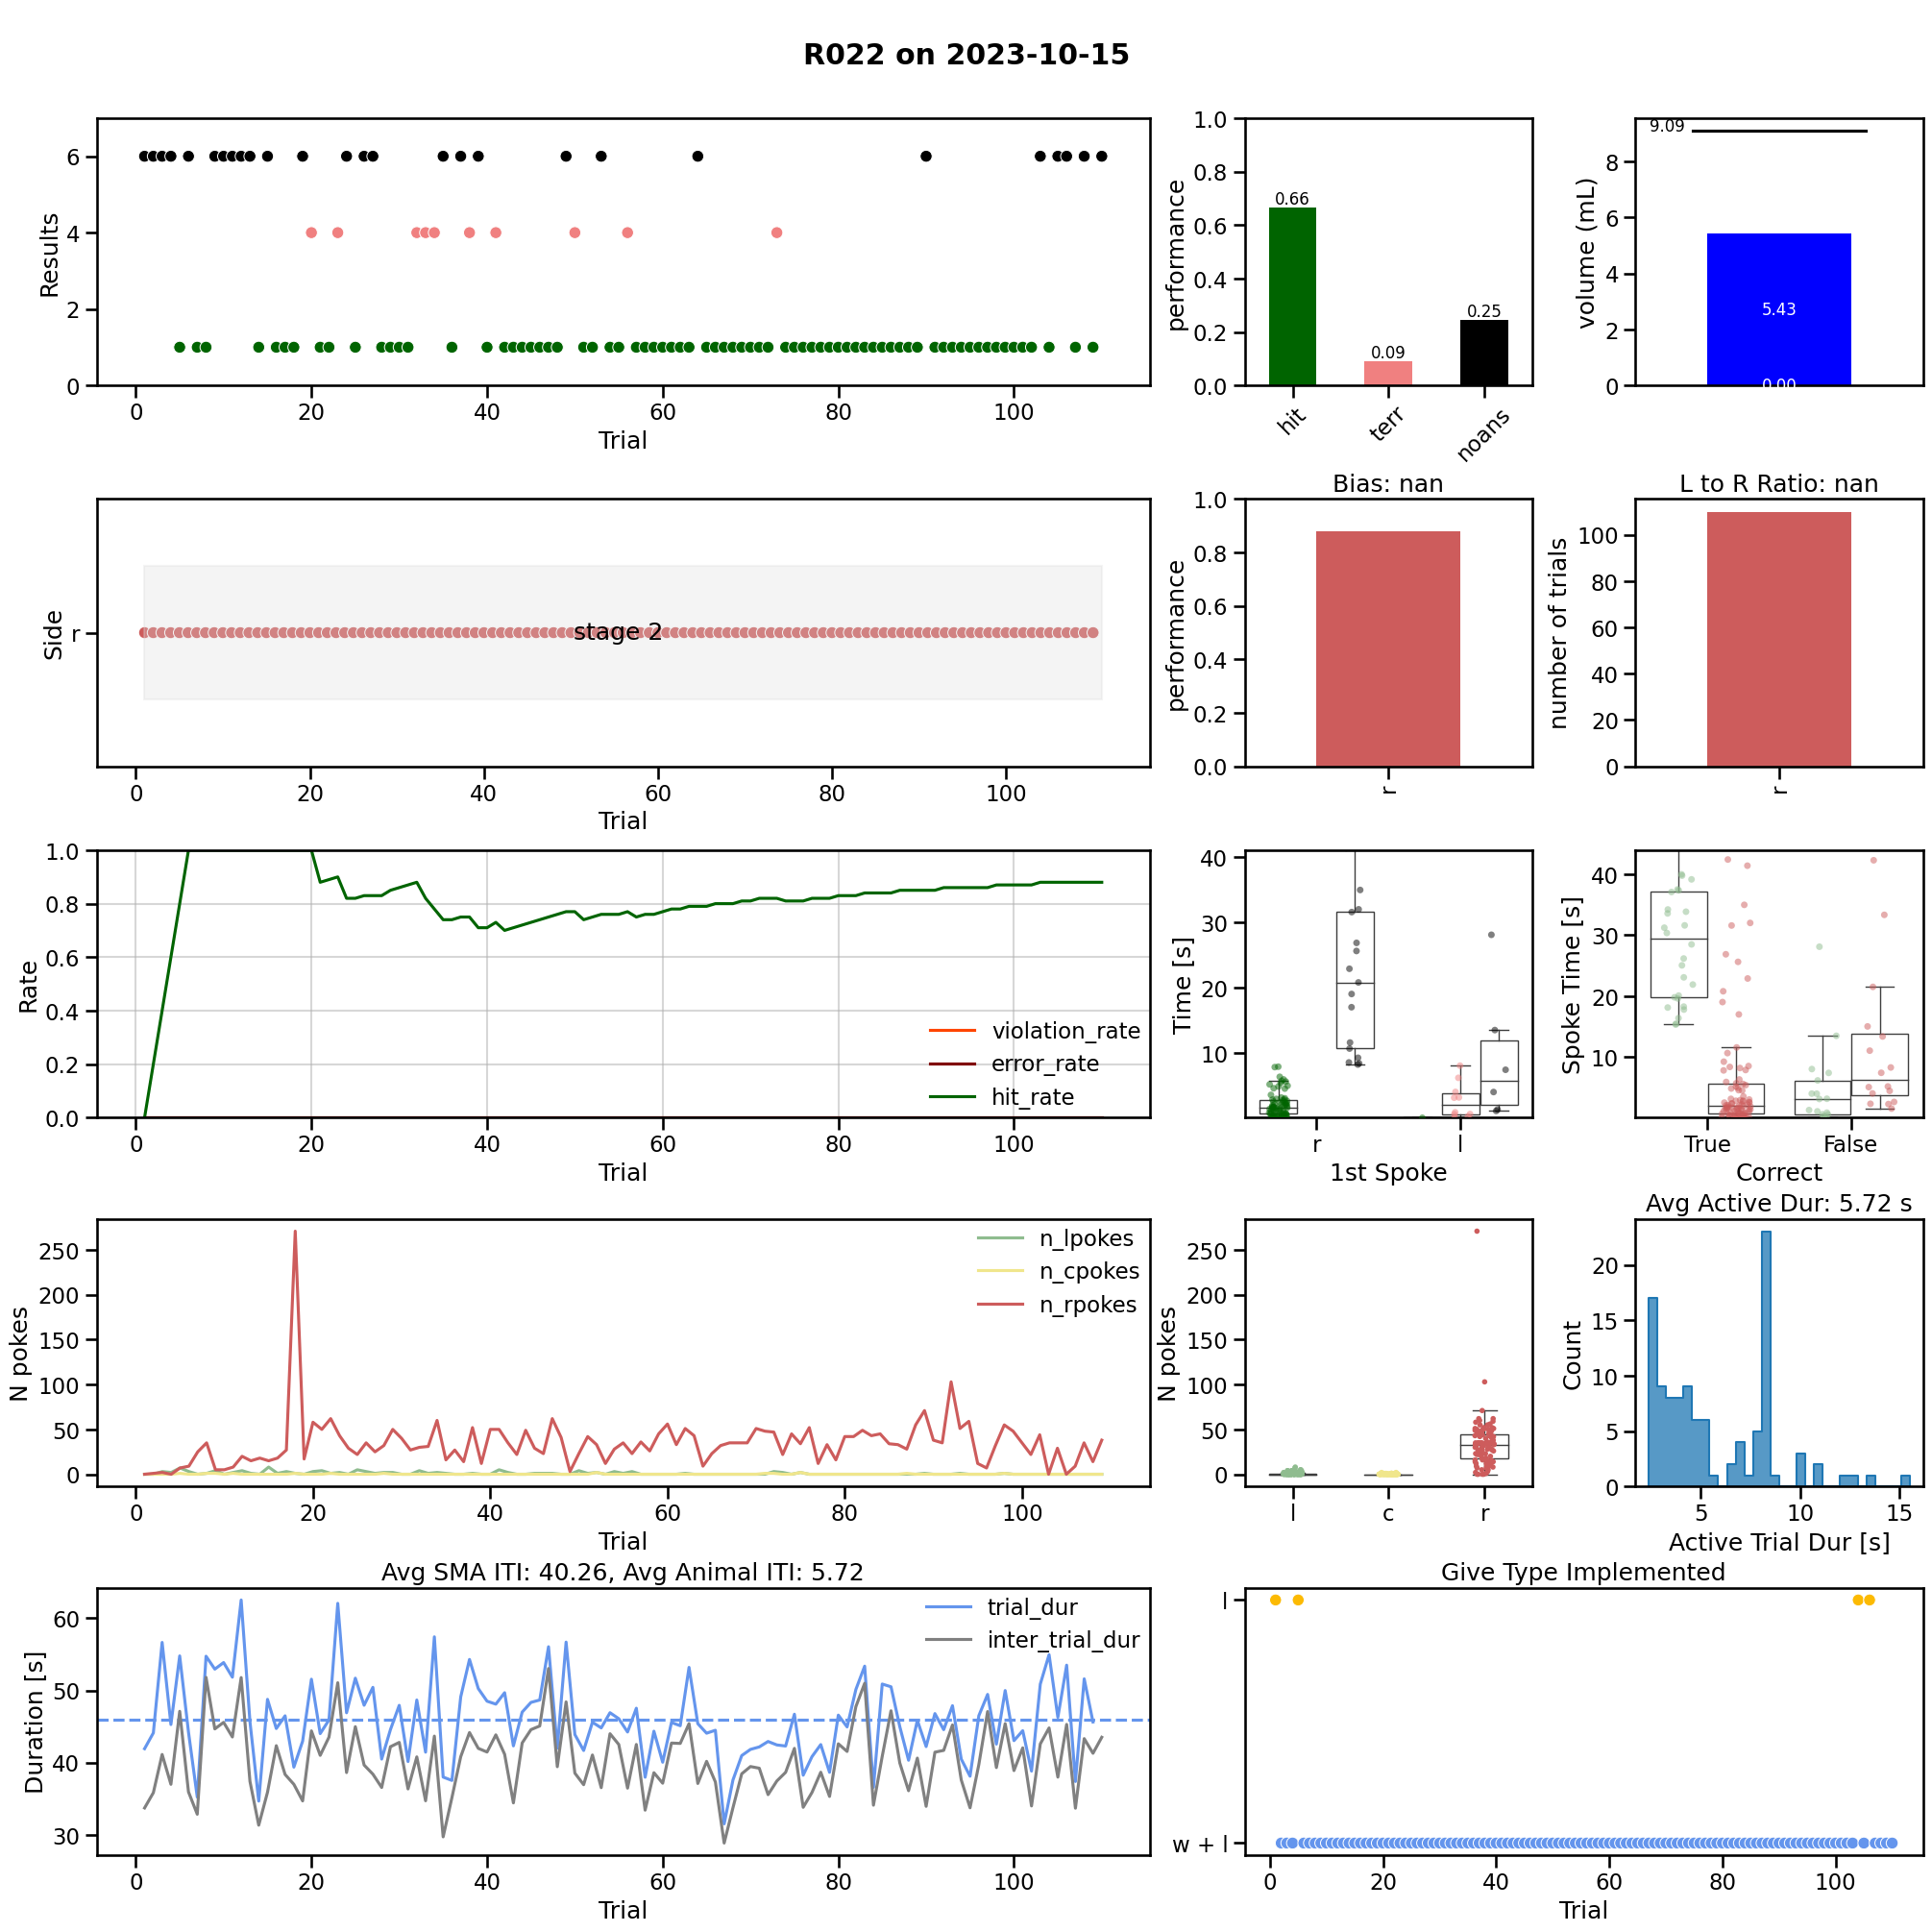 R022 on 2023-10-15
Results
6
4
2
0
0 20 40 60 80 100
Trial
performance
1.0
0.8
0.6
0.4
0.2
0.0
0.66
0.09
0.25
hit terr noans
volume (mL)
8
6
4
2
0
9.09
5.43
0.00
Side
r
stage 2
0 20 40 60 80 100
Trial
Bias: nan
performance
1.0
0.8
0.6
0.4
0.2
0.0
r
L to R Ratio: nan
number of trials
100
80
60
40
20
0
r
Rate
1.0
0.8
0.6
0.4
0.2
0.0
violation_rate
error_rate
hit_rate
0 20 40 60 80 100
Trial
Time [s]
40
30
20
10
r l
1st Spoke
Spoke Time [s]
40
30
20
10
True False
Correct
N pokes
250
200
150
100
50
0
n_lpokes
n_cpokes
n_rpokes
0 20 40 60 80 100
Trial
N pokes
250
200
150
100
50
0
l c r
Avg Active Dur: 5.72 s
Count
20
15
10
5
0
5 10 15
Active Trial Dur [s]
Avg SMA ITI: 40.26, Avg Animal ITI: 5.72
Duration [s]
60
50
40
30
trial_dur
inter_trial_dur
0 20 40 60 80 100
Trial
Give Type Implemented
l
w + l
0 20 40 60 80 100
Trial